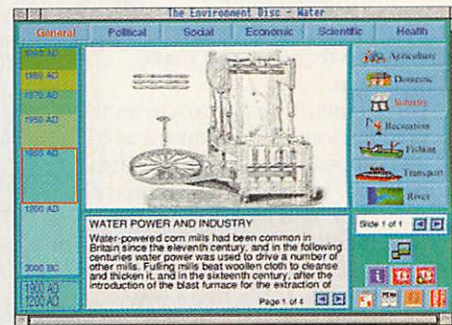 The Environment Disc - Water
General Political Social Economic Scientific Health
1980 AD
1970 AD
1950 AD
1200 AD
2000 BC
1900 AD
1200 AD
Agriculture
Domestic
Industry
Recreation
Fishing
Transport
River
Slide 1 of 1
WATER POWER AND INDUSTRY
Water-powered corn mills had been common in
Britain since the eleventh century, and in the following
centuries water power was used to drive a number of
other mills. Fulling mills beat woollen cloth to cleanse
and thicken it, and in the sixteenth century, after the
introduction of the blast furnace for the extraction of
Page 1 of 4